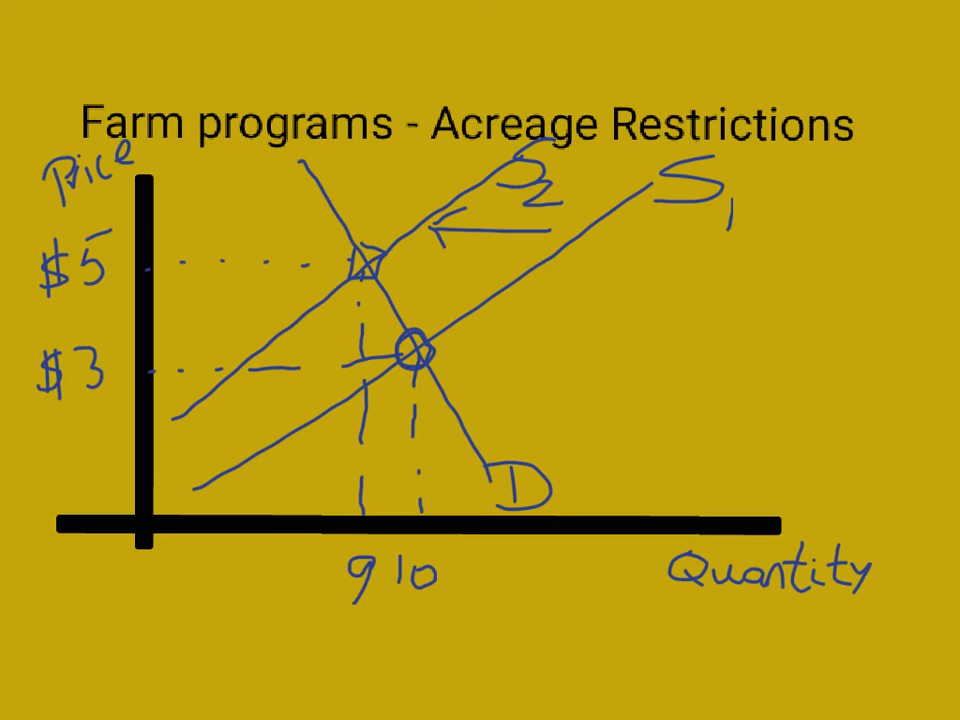 Farm programs - Acreage Restrictions
Price
S2
S1
$5
$3
D
9 10
Quantity